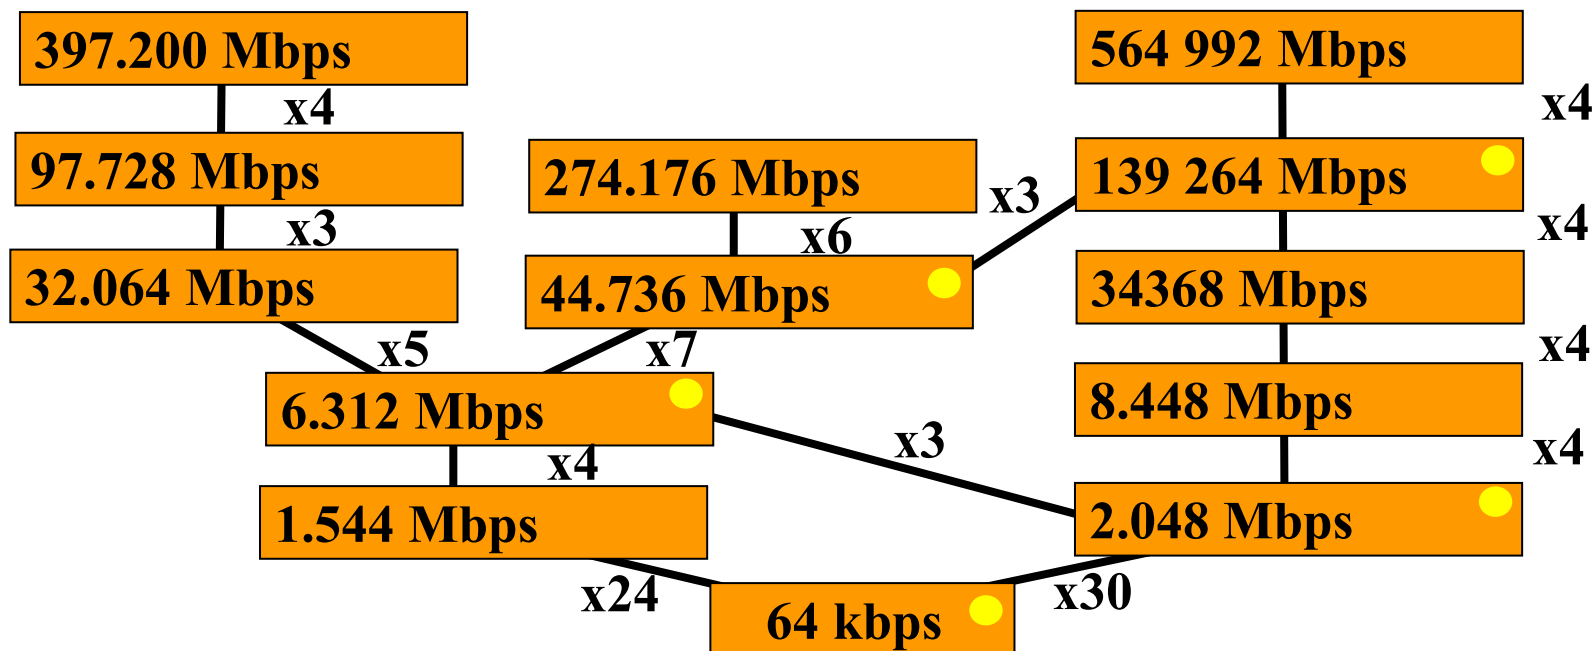 397.200 Mbps
564 992 Mbps
x4
x4
97.728 Mbps
274.176 Mbps
139 264 Mbps
x3
x3
x6
x4
32.064 Mbps
44.736 Mbps
34368 Mbps
x5
x7
x4
6.312 Mbps
8.448 Mbps
x3
x4
x4
1.544 Mbps
2.048 Mbps
x24
x30
64 kbps